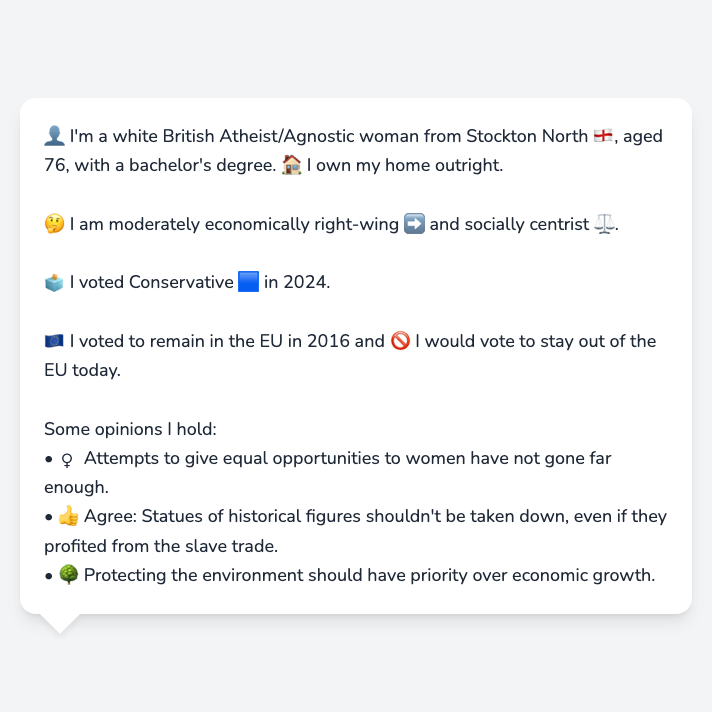 👤 I'm a white British Atheist/Agnostic woman from Stockton North 🏴󠁧󠁢󠁥󠁮󠁧󠁿, aged
76, with a bachelor's degree. 🏠 I own my home outright.
🤔 I am moderately economically right-wing ➡️ and socially centrist ⚖️.
🗳️ I voted Conservative 🟦 in 2024.
🇪🇺 I voted to remain in the EU in 2016 and 🚫 I would vote to stay out of the
EU today.
Some opinions I hold:
• ♀ Attempts to give equal opportunities to women have not gone far
enough.
• 👍 Agree: Statues of historical figures shouldn't be taken down, even if they
profited from the slave trade.
• 🌳 Protecting the environment should have priority over economic growth.